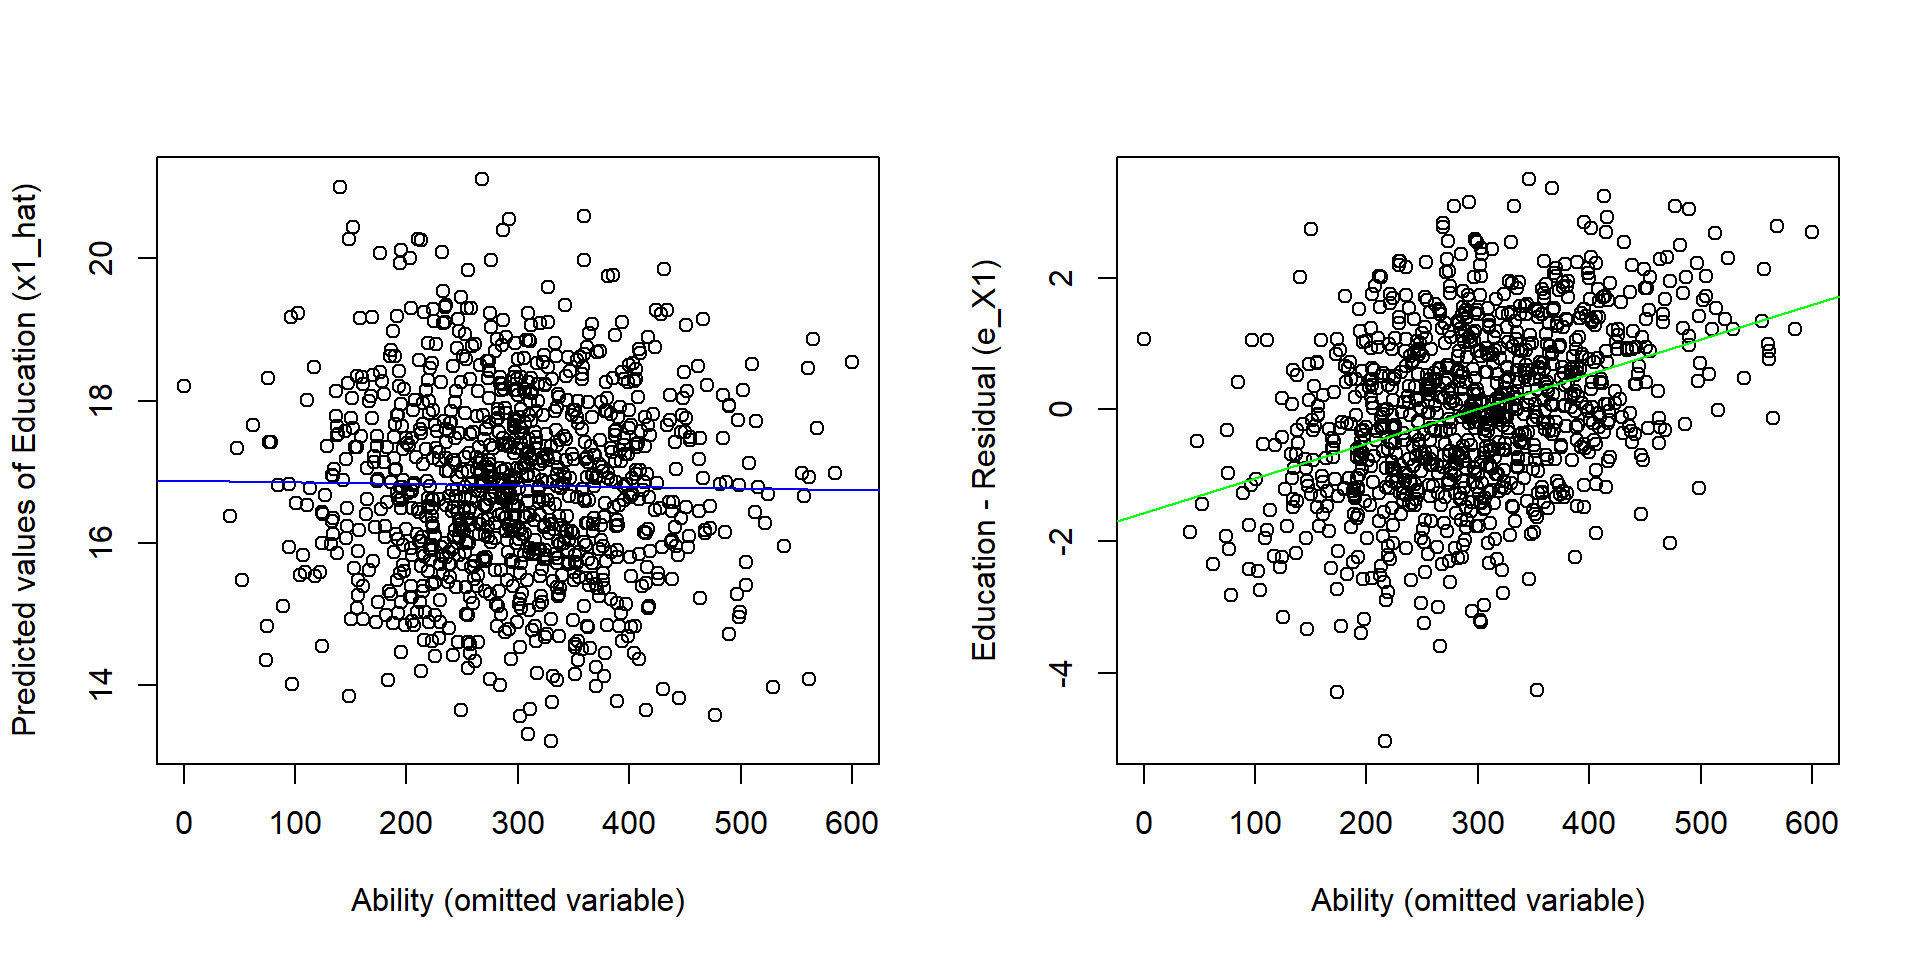 Predicted values of Education (x1_hat)
20
18
16
14
0 100 200 300 400 500 600
Ability (omitted variable)
Education - Residual (e_X1)
2
0
-2
-4
0 100 200 300 400 500 600
Ability (omitted variable)